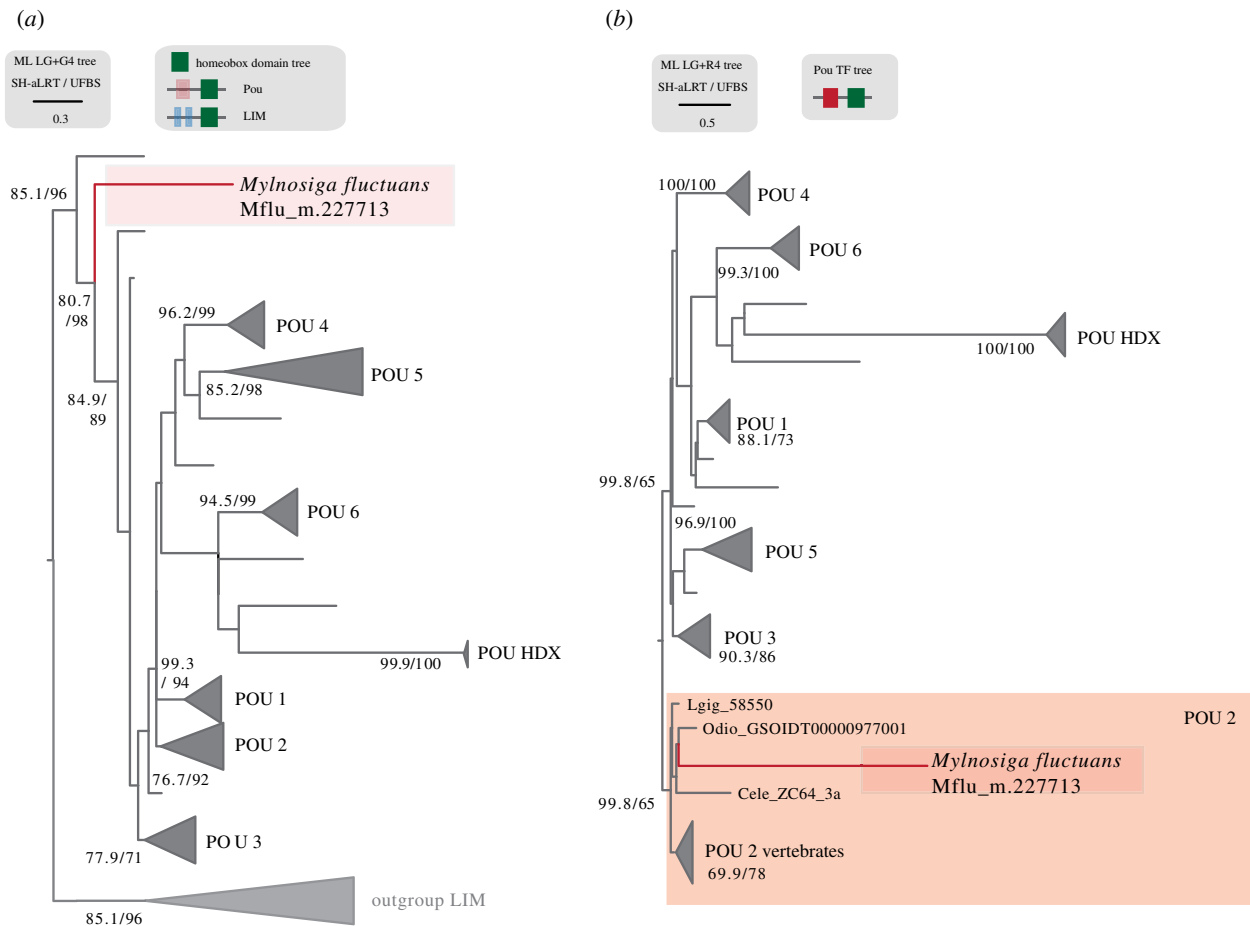 (a)
ML LG+G4 tree
SH-aLRT / UFBS
0.3
homeobox domain tree
Pou
LIM
85.1/96
Mylnosiga fluctuans
Mflu_m.227713
80.7
/98
96.2/99
POU 4
POU 5
85.2/98
84.9/
89
94.5/99
POU 6
POU HDX
99.9/100
99.3
/ 94
POU 1
POU 2
76.7/92
PO U 3
77.9/71
outgroup LIM
85.1/96
(b)
ML LG+R4 tree
SH-aLRT / UFBS
0.5
Pou TF tree
100/100
POU 4
POU 6
99.3/100
POU HDX
100/100
POU 1
88.1/73
99.8/65
96.9/100
POU 5
POU 3
90.3/86
Lgig_58550
POU 2
Odio_GSOIDT00000977001
Mylnosiga fluctuans
Mflu_m.227713
Cele_ZC64_3a
99.8/65
POU 2 vertebrates
69.9/78